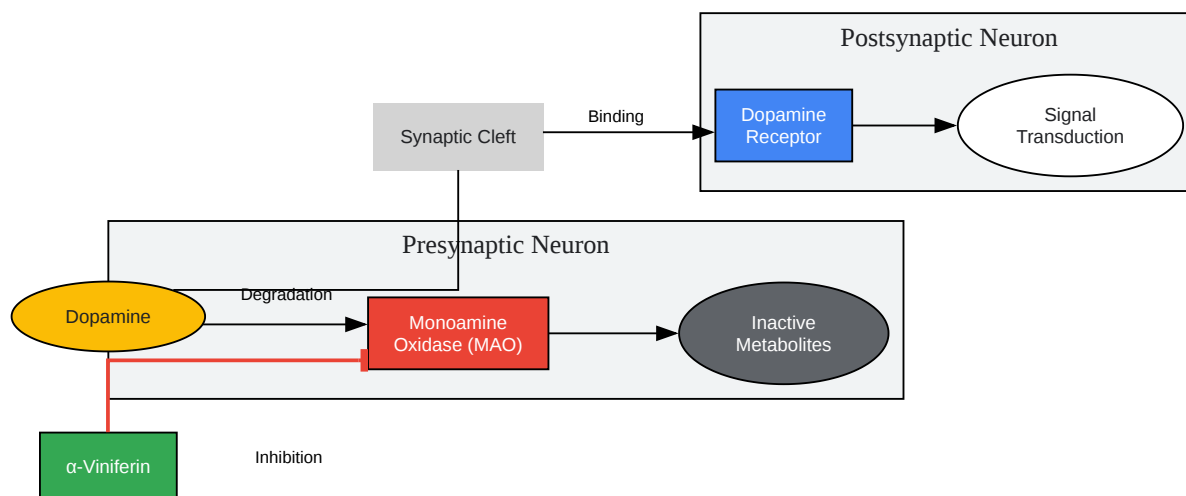 Postsynaptic Neuron
Synaptic Cleft
Binding
Dopamine
Receptor
Signal
Transduction
Presynaptic Neuron
Dopamine
Degradation
Monoamine
Oxidase (MAO)
Inactive
Metabolites
α-Viniferin
Inhibition